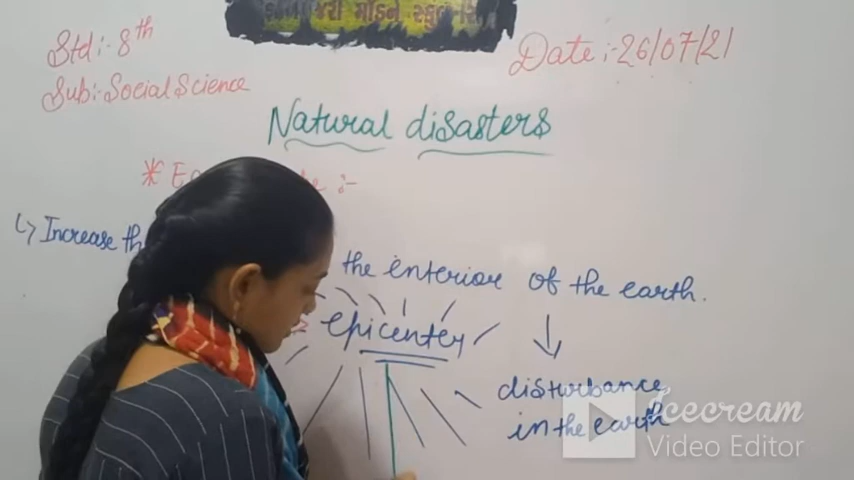 મોર્ડન સ્કુલ
Std:- 8th
Date:- 26/07/21
Sub:- Social Science
Natural disasters
* E :-
↳ Increase th the interior of the earth.
epicenter
disturbance
in the earth
Icecream
Video Editor